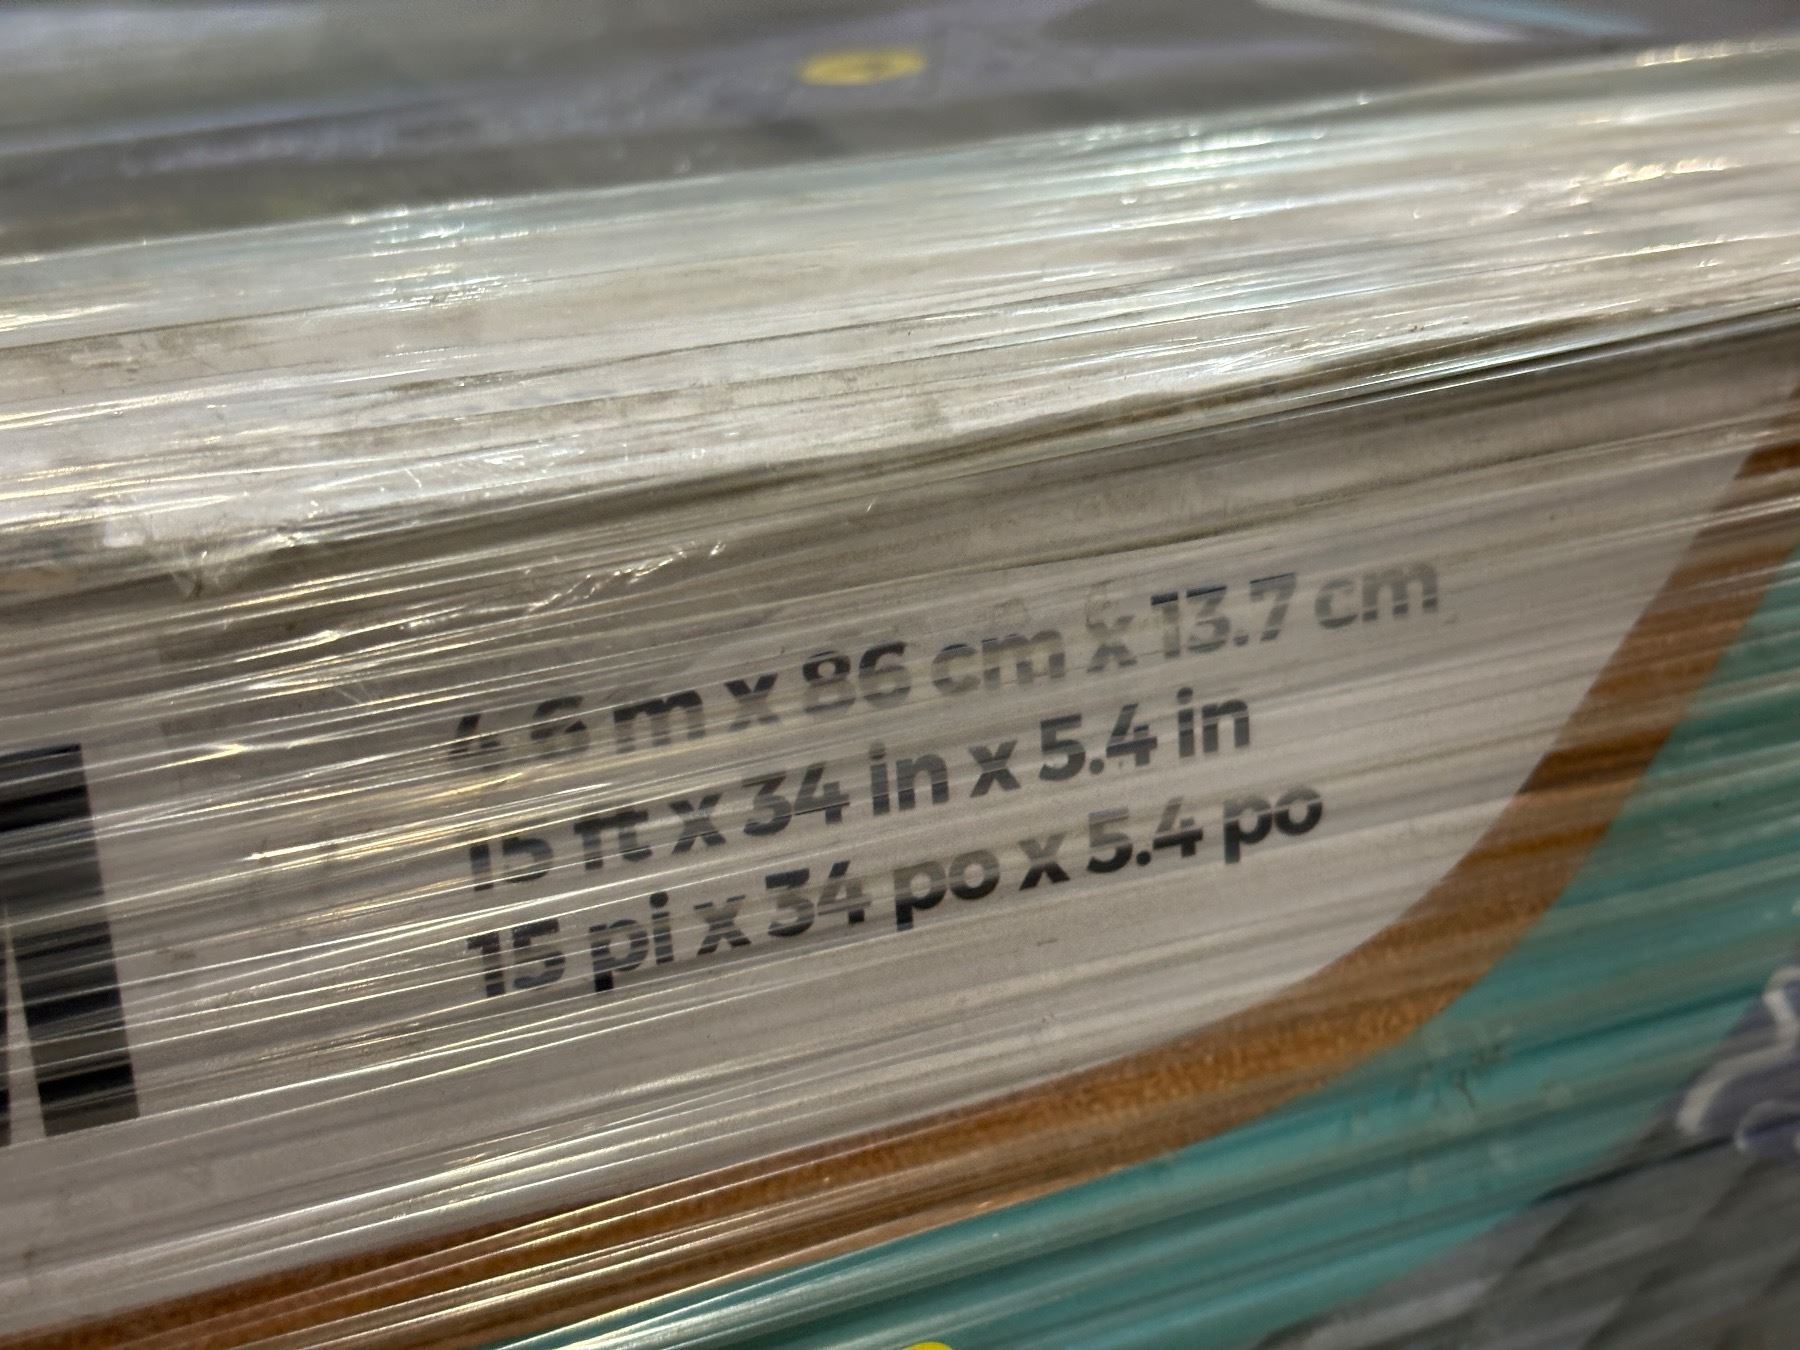 4.6 m x 86 cm x 13.7 cm
15 ft x 34 in x 5.4 in
15 pi x 34 po x 5.4 po